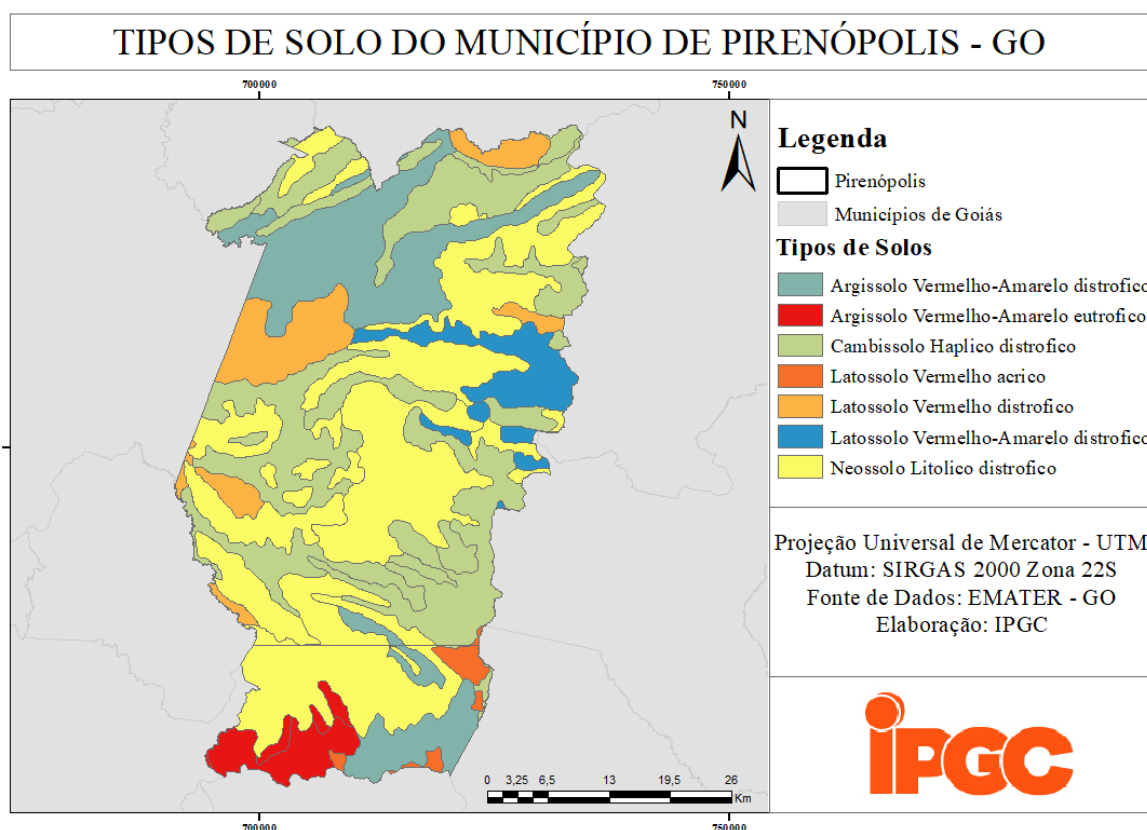 TIPOS DE SOLO DO MUNICÍPIO DE PIRENÓPOLIS - GO
700000
750000
N
Legenda
Pirenópolis
Municípios de Goiás
Tipos de Solos
Argissolo Vermelho-Amarelo distrofico
Argissolo Vermelho-Amarelo eutrofico
Cambissolo Haplico distrofico
Latossolo Vermelho acrico
Latossolo Vermelho distrofico
Latossolo Vermelho-Amarelo distrofico
Neossolo Litolico distrofico
Projeção Universal de Mercator - UTM
Datum: SIRGAS 2000 Zona 22S
Fonte de Dados: EMATER - GO
Elaboração: IPGC
iPGC
0 3,25 6,5 13 19,5 26
Km
700000
750000